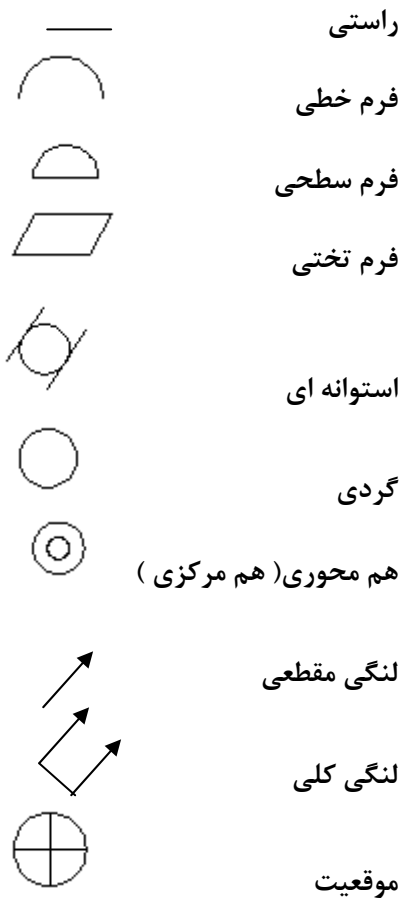 راستی
فرم خطی
فرم سطحی
فرم تختی
استوانه ای
گردی
هم محوری( هم مرکزی )
لنگی مقطعی
لنگی کلی
موقعیت